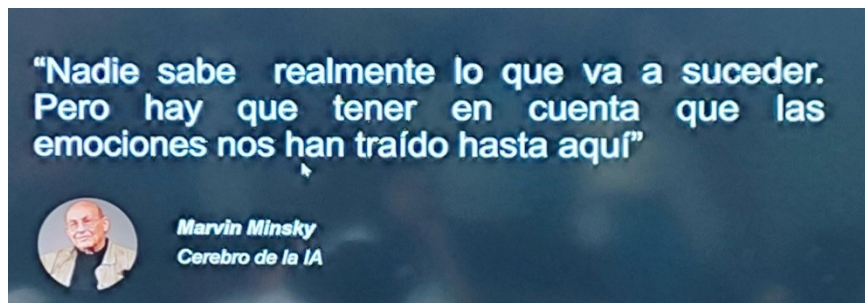 “Nadie sabe realmente lo que va a suceder.
Pero hay que tener en cuenta que las
emociones nos han traído hasta aquí”
Marvin Minsky
Cerebro de la IA